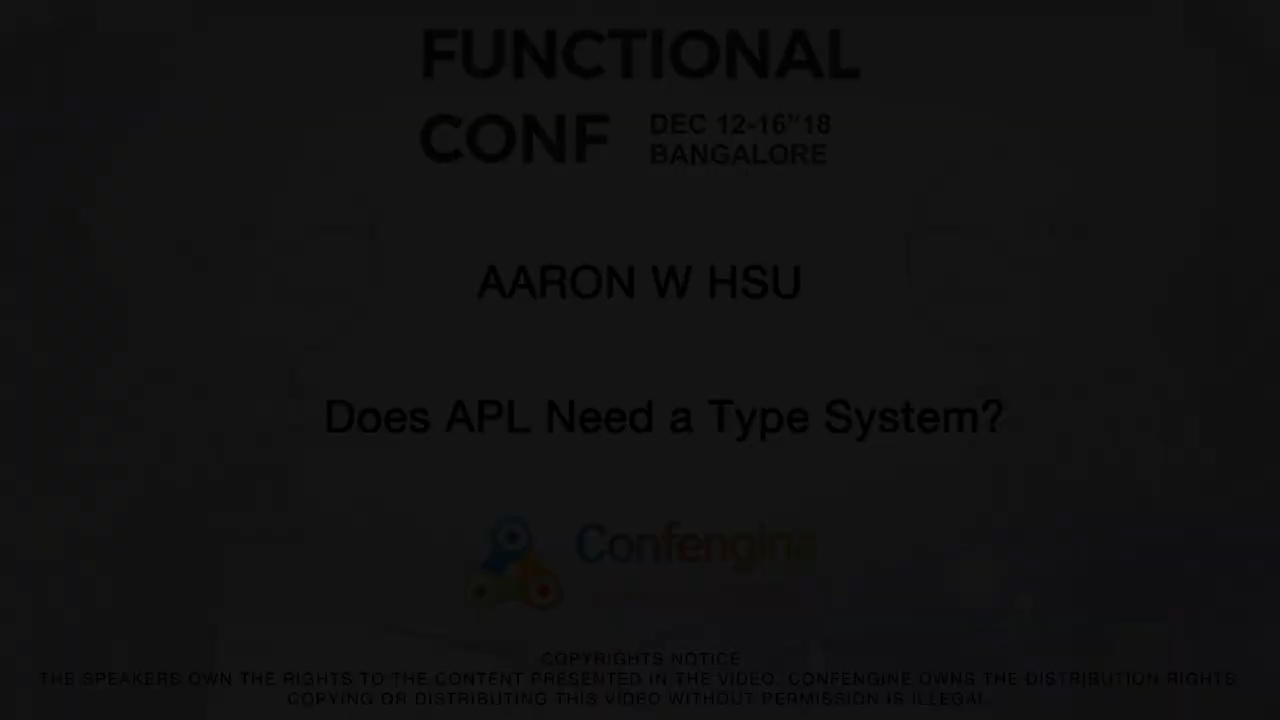 FUNCTIONAL
CONF
DEC 12-16"18
BANGALORE
AARON W HSU
Does APL Need a Type System?
Confengine
COPYRIGHTS NOTICE
THE SPEAKERS OWN THE RIGHTS TO THE CONTENT PRESENTED IN THE VIDEO. CONFENGINE OWNS THE DISTRIBUTION RIGHTS.
COPYING OR DISTRIBUTING THIS VIDEO WITHOUT PERMISSION IS ILLEGAL.